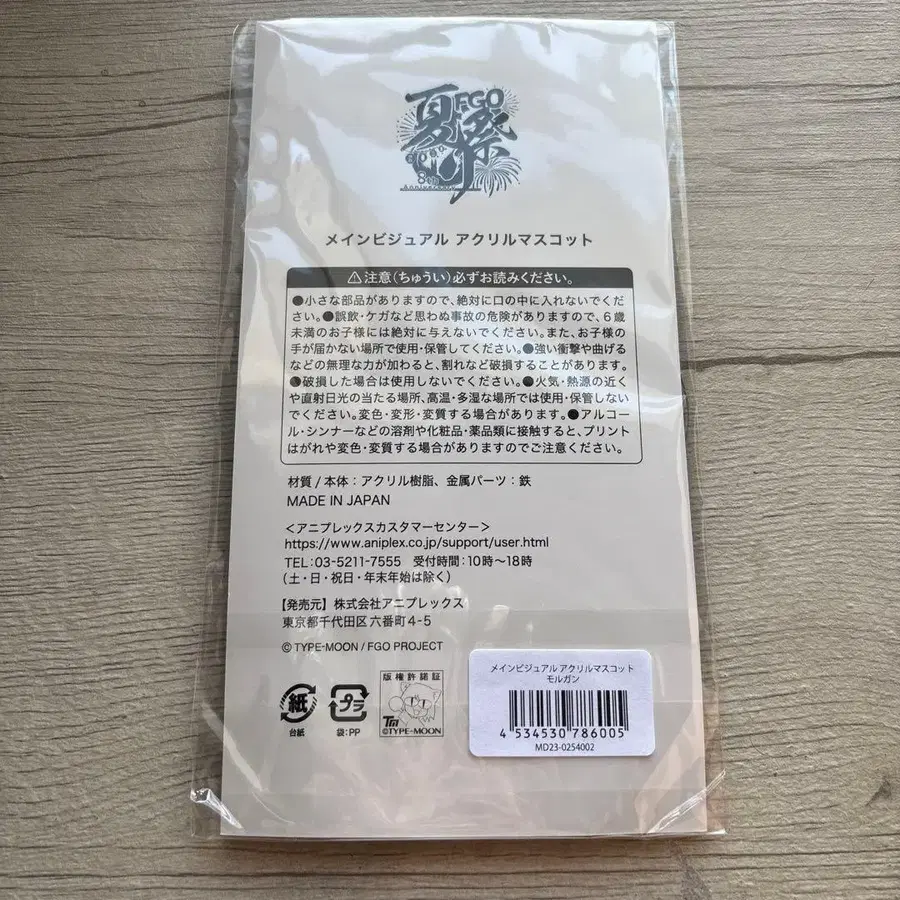 FGO
夏祭り
8th
Anniversary
メインビジュアル アクリルマスコット
⚠注意(ちゅうい)必ずお読みください。
●小さな部品がありますので、絶対に口の中に入れないでくだ
さい。●誤飲・ケガなど思わぬ事故の危険がありますので、6歳
未満のお子様には絶対に与えないでください。また、お子様の
手が届かない場所で使用・保管してください。●強い衝撃や曲げる
などの無理な力が加わると、割れなど破損することがあります。
●破損した場合は使用しないでください。●火気・熱源の近く
や直射日光の当たる場所、高温・多湿な場所では使用・保管しない
でください。変色・変形・変質する場合があります。●アルコー
ル・シンナーなどの溶剤や化粧品・薬品類に接触すると、プリント
はがれや変色・変質する場合がありますのでご注意ください。
材質/本体:アクリル樹脂、金属パーツ:鉄
MADE IN JAPAN
<アニプレックスカスタマーセンター>
https://www.aniplex.co.jp/support/user.html
TEL:03-5211-7555 受付時間:10時〜18時
(土・日・祝日・年末年始は除く)
【発売元】株式会社アニプレックス
東京都千代田区六番町4-5
©TYPE-MOON / FGO PROJECT
紙
台紙
プラ
袋:PP
版権許諾証
TM
©TYPE-MOON
メインビジュアル アクリルマスコット
モルガン
4 534530 786005
MD23-0254002